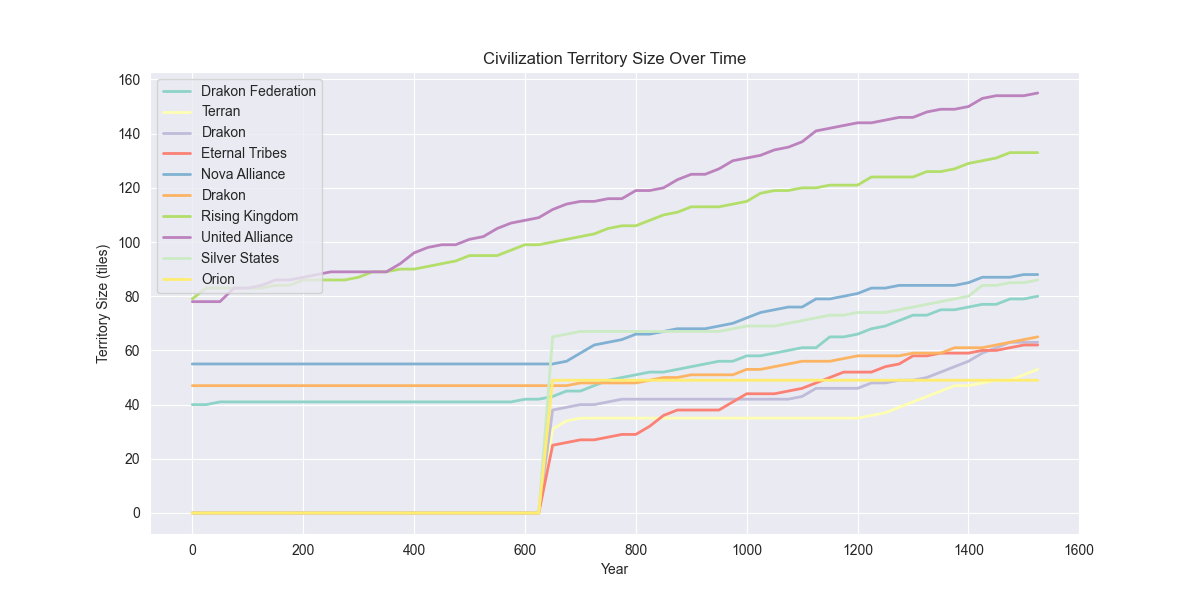 Civilization Territory Size Over Time
Territory Size (tiles)
160
140
120
100
80
60
40
20
0
Drakon Federation
Terran
Drakon
Eternal Tribes
Nova Alliance
Drakon
Rising Kingdom
United Alliance
Silver States
Orion
0 200 400 600 800 1000 1200 1400 1600
Year